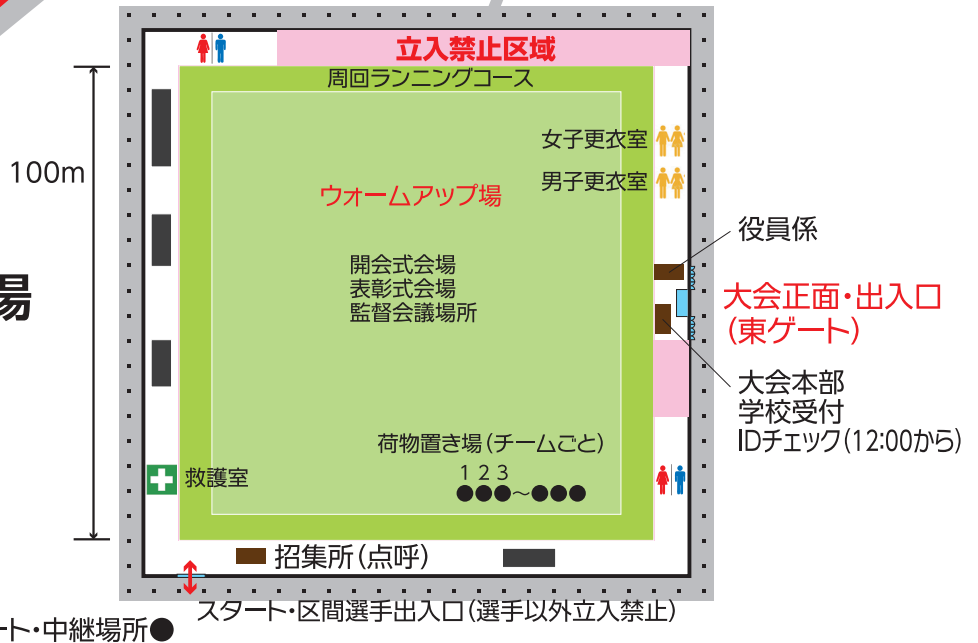 立入禁止区域
周回ランニングコース
100m
女子更衣室
男子更衣室
ウォームアップ場
役員係
開会式会場
表彰式会場
監督会議場所
場
大会正面・出入口
(東ゲート)
大会本部
学校受付
IDチェック(12:00から)
荷物置き場(チームごと)
1 2 3
●●●~●●●
救護室
招集所(点呼)
スタート・区間選手出入口(選手以外立入禁止)
ート・中継場所●